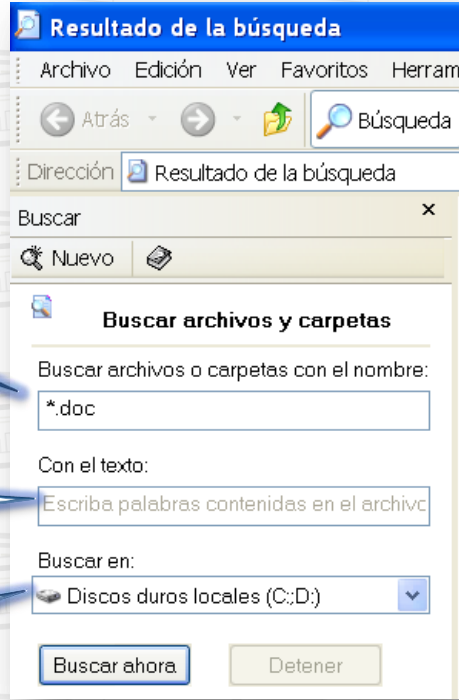 Resultado de la búsqueda
Archivo Edición Ver Favoritos Herram
Atrás Búsqueda
Dirección Resultado de la búsqueda
Buscar ×
Nuevo
Buscar archivos y carpetas
Buscar archivos o carpetas con el nombre:
*.doc
Con el texto:
Escriba palabras contenidas en el archivo
Buscar en:
Discos duros locales (C:;D:)
Buscar ahora Detener